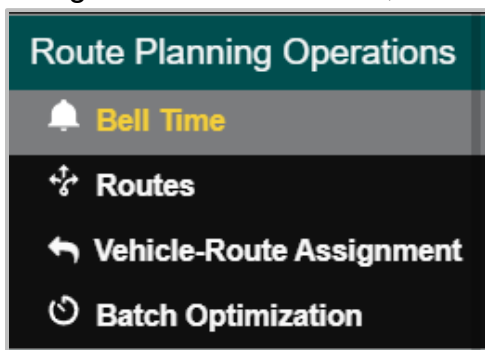 Route Planning Operations
Bell Time
Routes
Vehicle-Route Assignment
Batch Optimization